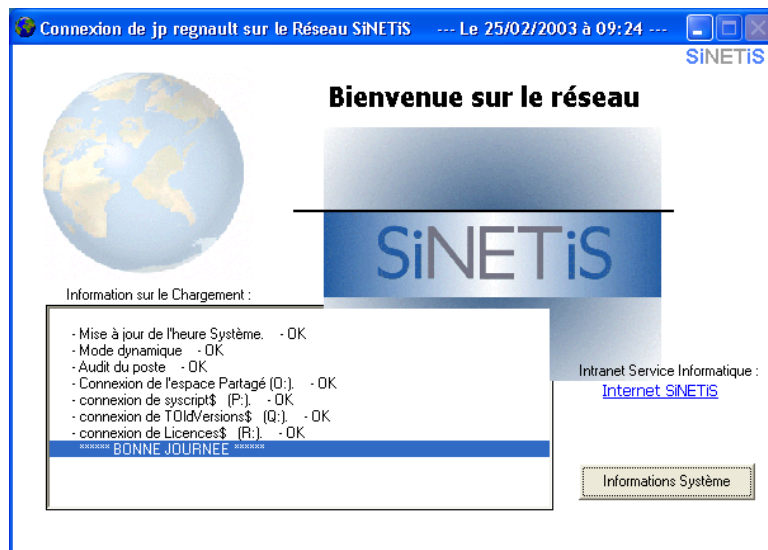 Connexion de jp regnault sur le Réseau SiNETiS --- Le 25/02/2003 à 09:24 ---
SiNETiS
Bienvenue sur le réseau
SiNETiS
Information sur le Chargement :
- Mise à jour de l'heure Système. - OK
- Mode dynamique - OK
- Audit du poste - OK
- Connexion de l'espace Partagé (O:). - OK
- connexion de syscript$ (P:). - OK
- connexion de TOldVersions$ (Q:). - OK
- connexion de Licences$ (R:). - OK
****** BONNE JOURNEE ******
Intranet Service Informatique :
Internet SiNETiS
Informations Système